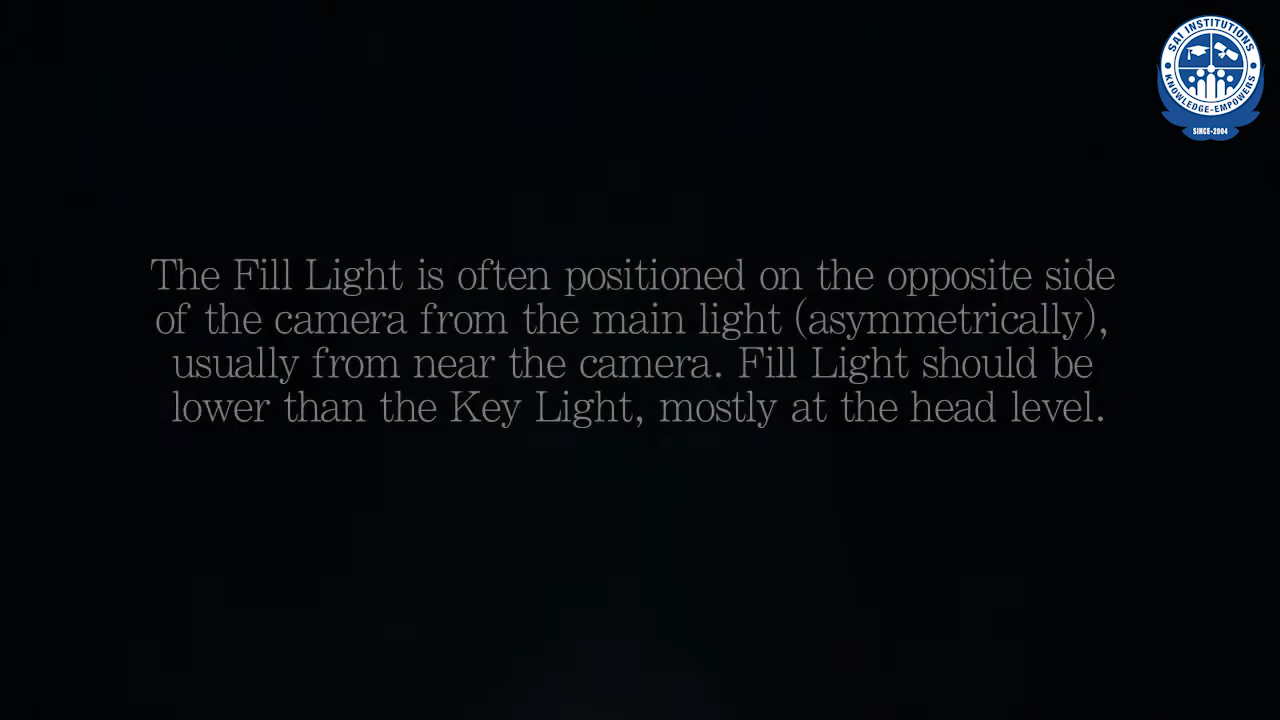 SAI INSTITUTIONS
KNOWLEDGE-EMPOWERS
SINCE-2004
The Fill Light is often positioned on the opposite side
of the camera from the main light (asymmetrically),
usually from near the camera. Fill Light should be
lower than the Key Light, mostly at the head level.